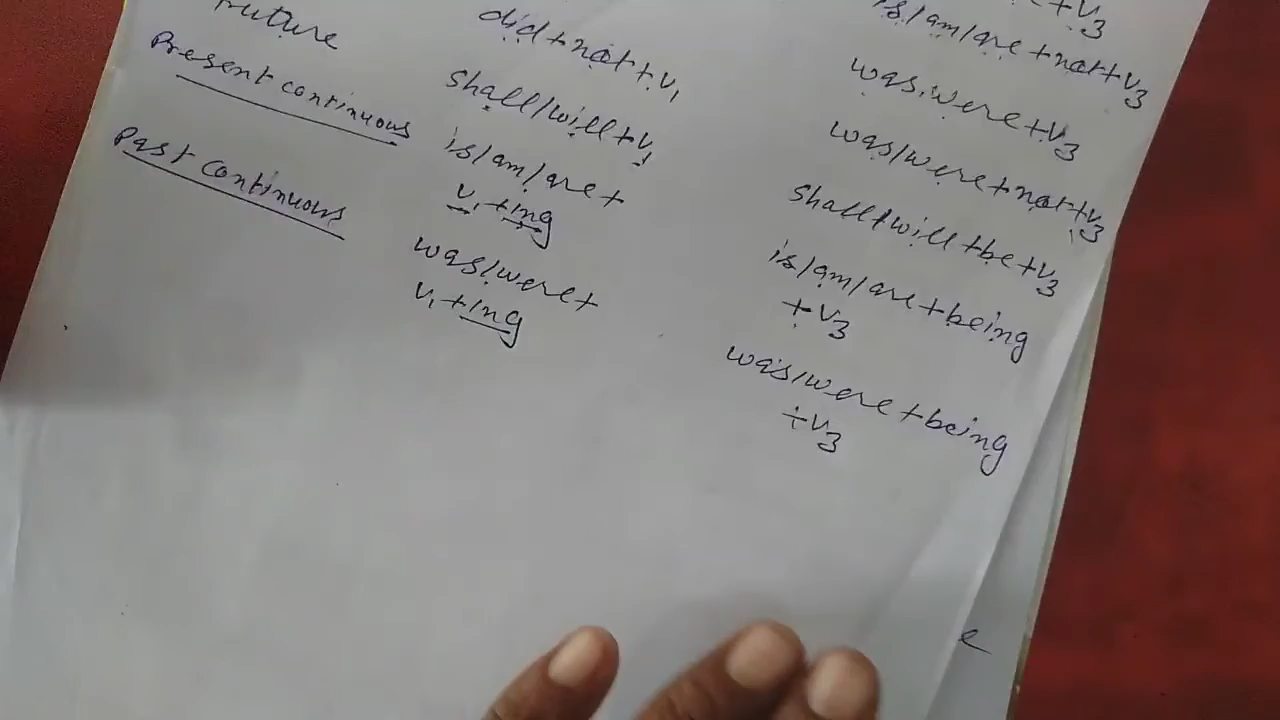 Future
Present continuous
Past continuous
did+not+V1
shall/will+V1
is/am/are+
V1+ing
was/were+
V1+ing
+V3
is/am/are+not+V3
was/were+V3
was/were+not+V3
shall/will+be+V3
is/am/are+being
+V3
was/were+being
+V3